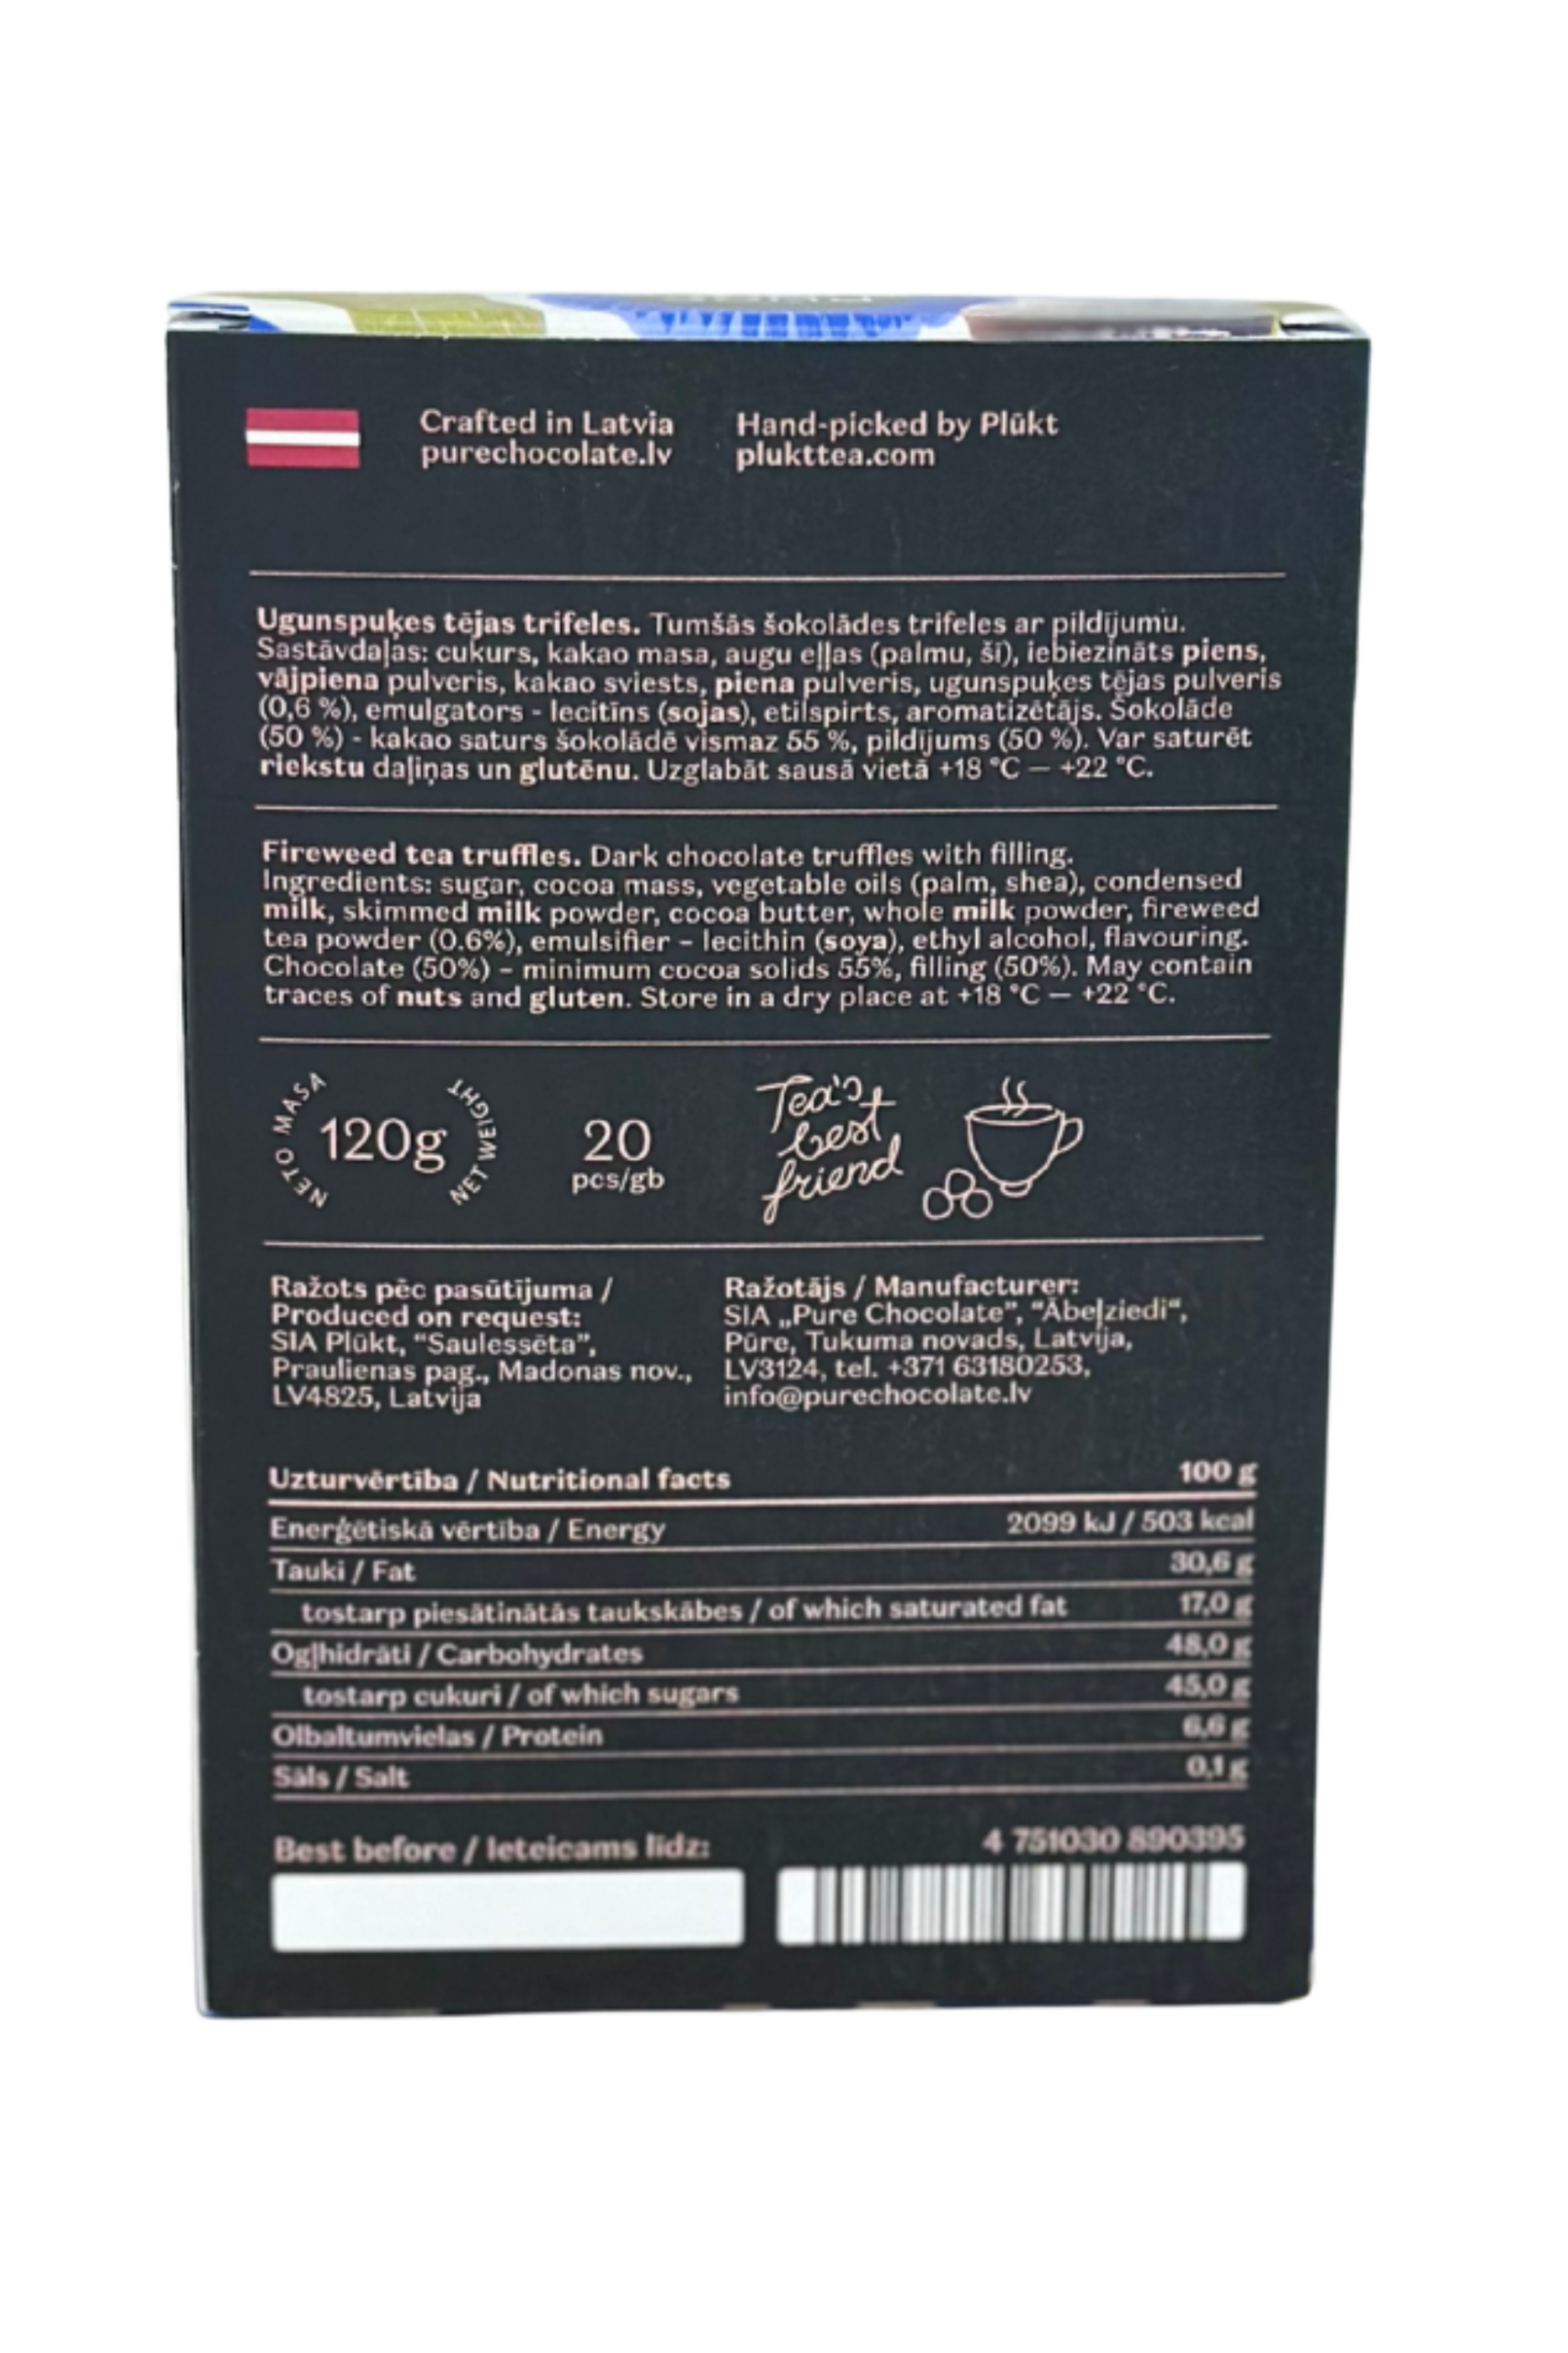 Crafted in Latvia
purechocolate.lv
Hand-picked by Plūkt
plukttea.com
Ugunspuķes tējas trifeles. Tumšās šokolādes trifeles ar pildījumu.
Sastāvdaļas: cukurs, kakao masa, augu eļļas (palmu, šī), iebiezināts piens,
vājpiena pulveris, kakao sviests, piena pulveris, ugunspuķes tējas pulveris
(0,6 %), emulgators - lecitīns (sojas), etilspirts, aromatizētājs. Šokolāde
(50 %) - kakao saturs šokolādē vismaz 55 %, pildījums (50 %). Var saturēt
riekstu daļiņas un glutēnu. Uzglabāt sausā vietā +18 °C — +22 °C.
Fireweed tea truffles. Dark chocolate truffles with filling.
Ingredients: sugar, cocoa mass, vegetable oils (palm, shea), condensed
milk, skimmed milk powder, cocoa butter, whole milk powder, fireweed
tea powder (0.6%), emulsifier – lecithin (soya), ethyl alcohol, flavouring.
Chocolate (50%) – minimum cocoa solids 55%, filling (50%). May contain
traces of nuts and gluten. Store in a dry place at +18 °C — +22 °C.
NETO MASA
120g
NET WEIGHT
20
pcs/gb
Tea's
best
friend
Ražots pēc pasūtījuma /
Produced on request:
SIA Plūkt, “Saulessēta”,
Praulienas pag., Madonas nov.,
LV4825, Latvija
Ražotājs / Manufacturer:
SIA „Pure Chocolate”, “Ābeļziedi“,
Pūre, Tukuma novads, Latvija,
LV3124, tel. +371 63180253,
info@purechocolate.lv
Uzturvērtība / Nutritional facts 100 g
Enerģētiskā vērtība / Energy 2099 kJ / 503 kcal
Tauki / Fat 30,6 g
tostarp piesātinātās taukskābes / of which saturated fat 17,0 g
Ogļhidrāti / Carbohydrates 48,0 g
tostarp cukuri / of which sugars 45,0 g
Olbaltumvielas / Protein 6,6 g
Sāls / Salt 0,1 g
Best before / Ieteicams līdz:
4 751030 890395